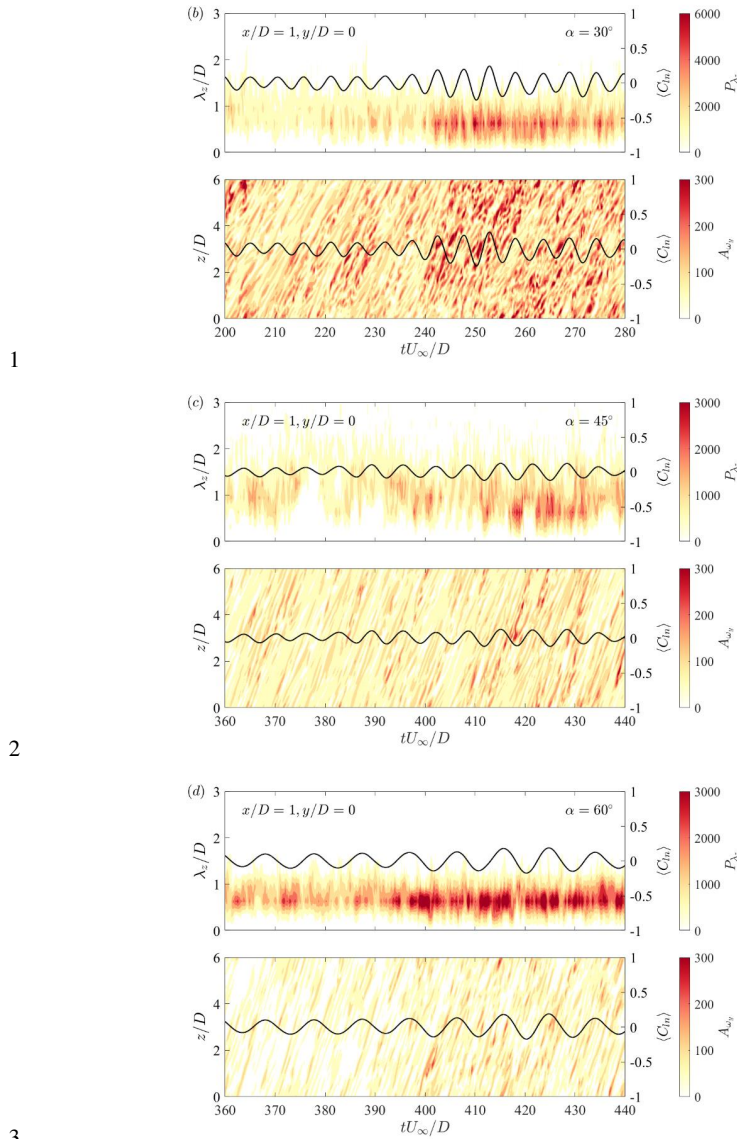 (b)
x/D = 1, y/D = 0
α = 30°
λz/D
3
2
1
0
1
0.5
0
-0.5
-1
⟨Cln⟩
6000
4000
2000
0
z/D
6
4
2
0
1
0.5
0
-0.5
-1
⟨Cln⟩
300
200
100
0
Aωy
200 210 220 230 240 250 260 270 280
tU∞/D
1
(c)
x/D = 1, y/D = 0
α = 45°
λz/D
3
2
1
0
1
0.5
0
-0.5
-1
⟨Cln⟩
3000
2000
1000
0
z/D
6
4
2
0
1
0.5
0
-0.5
-1
⟨Cln⟩
300
200
100
0
Aωy
360 370 380 390 400 410 420 430 440
tU∞/D
2
(d)
x/D = 1, y/D = 0
α = 60°
λz/D
3
2
1
0
1
0.5
0
-0.5
-1
⟨Cln⟩
3000
2000
1000
0
z/D
6
4
2
0
1
0.5
0
-0.5
-1
⟨Cln⟩
300
200
100
0
Aωy
360 370 380 390 400 410 420 430 440
tU∞/D
3